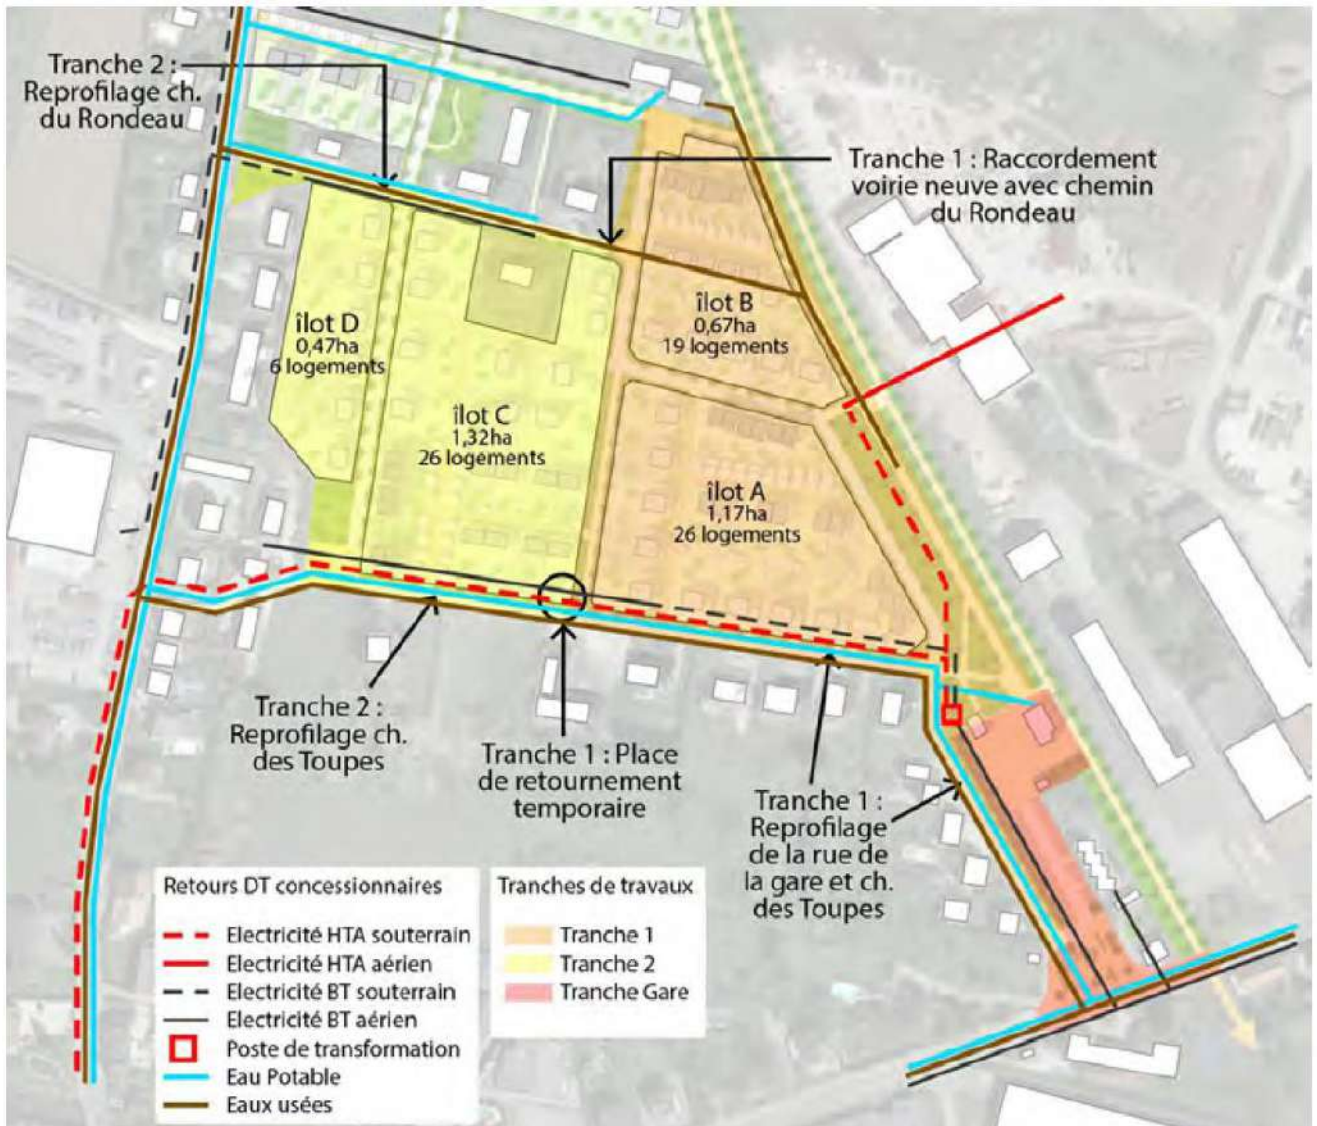 Tranche 2 :
Reprofilage ch.
du Rondeau
Tranche 1 : Raccordement
voirie neuve avec chemin
du Rondeau
îlot B
0,67ha
19 logements
îlot D
0,47ha
6 logements
îlot C
1,32ha
26 logements
îlot A
1,17ha
26 logements
Tranche 2 :
Reprofilage ch.
des Toupes
Tranche 1 : Place
de retournement
temporaire
Tranche 1 :
Reprofilage
de la rue de
la gare et ch.
des Toupes
Retours DT concessionnaires
Electricité HTA souterrain
Electricité HTA aérien
Electricité BT souterrain
Electricité BT aérien
Poste de transformation
Eau Potable
Eaux usées
Tranches de travaux
Tranche 1
Tranche 2
Tranche Gare